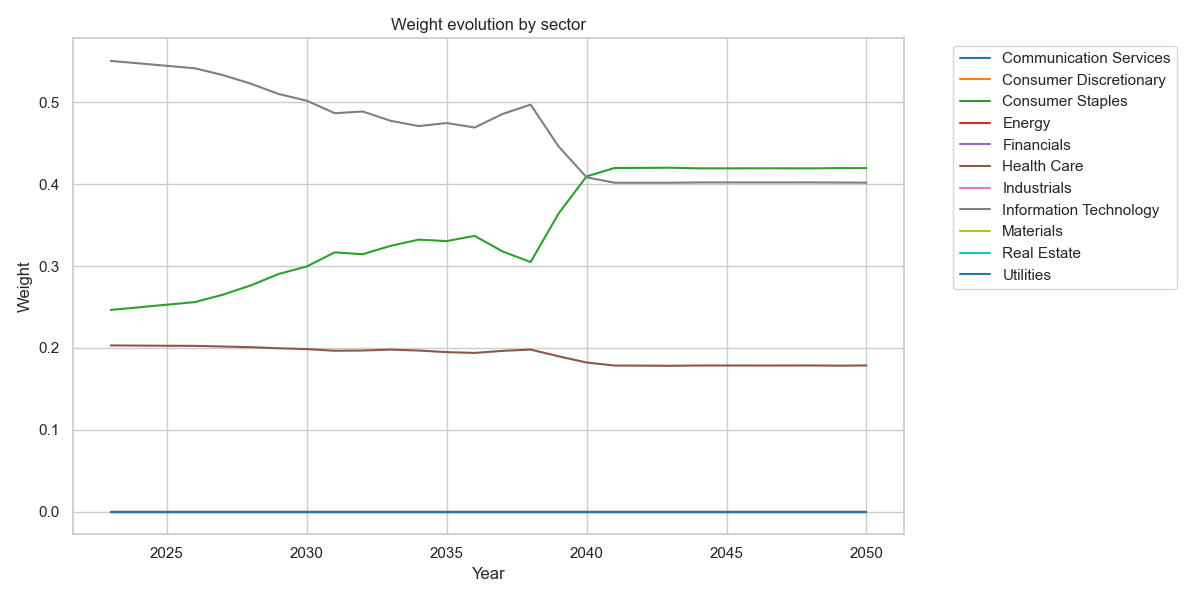 Weight evolution by sector
Weight
0.5
0.4
0.3
0.2
0.1
0.0
2025 2030 2035 2040 2045 2050
Year
Communication Services
Consumer Discretionary
Consumer Staples
Energy
Financials
Health Care
Industrials
Information Technology
Materials
Real Estate
Utilities